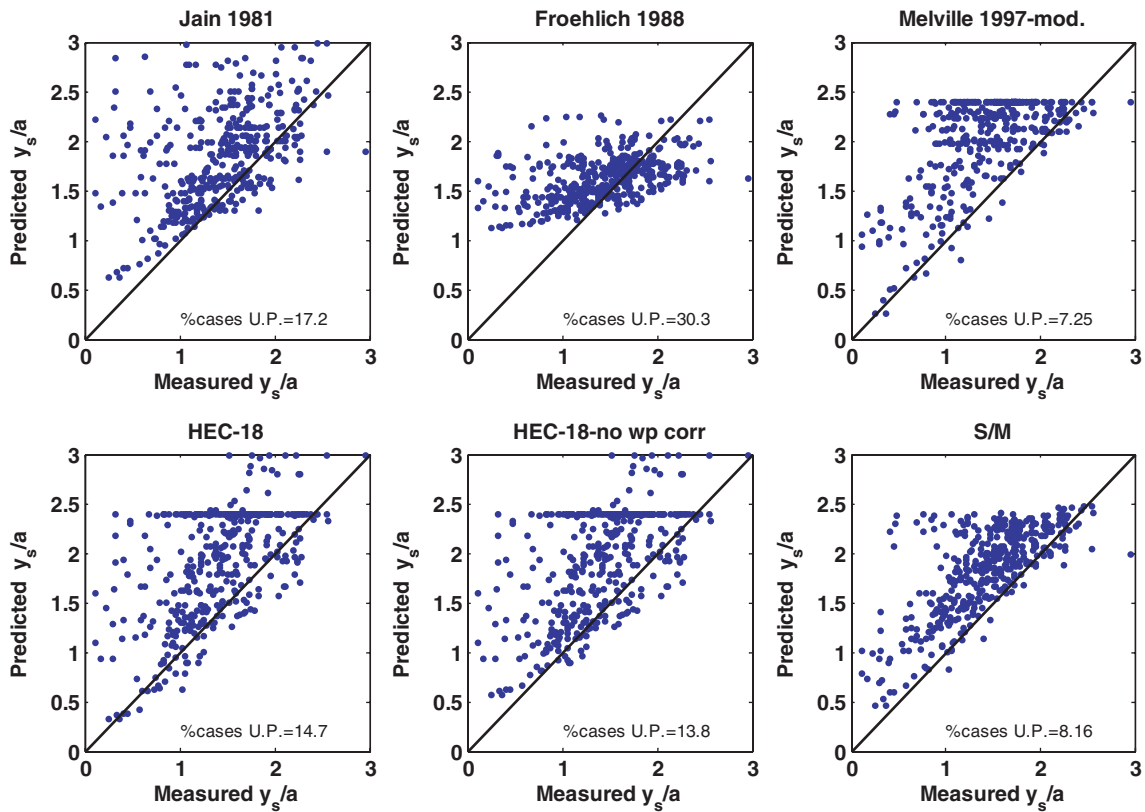 Jain 1981
Froehlich 1988
Melville 1997-mod.
3
2.5
2
1.5
1
0.5
0
Predicted y_s/a
%cases U.P.=17.2
0 1 2 3
Measured y_s/a
3
2.5
2
1.5
1
0.5
0
Predicted y_s/a
%cases U.P.=30.3
0 1 2 3
Measured y_s/a
3
2.5
2
1.5
1
0.5
0
Predicted y_s/a
%cases U.P.=7.25
0 1 2 3
Measured y_s/a
HEC-18
HEC-18-no wp corr
S/M
3
2.5
2
1.5
1
0.5
0
Predicted y_s/a
%cases U.P.=14.7
0 1 2 3
Measured y_s/a
3
2.5
2
1.5
1
0.5
0
Predicted y_s/a
%cases U.P.=13.8
0 1 2 3
Measured y_s/a
3
2.5
2
1.5
1
0.5
0
Predicted y_s/a
%cases U.P.=8.16
0 1 2 3
Measured y_s/a